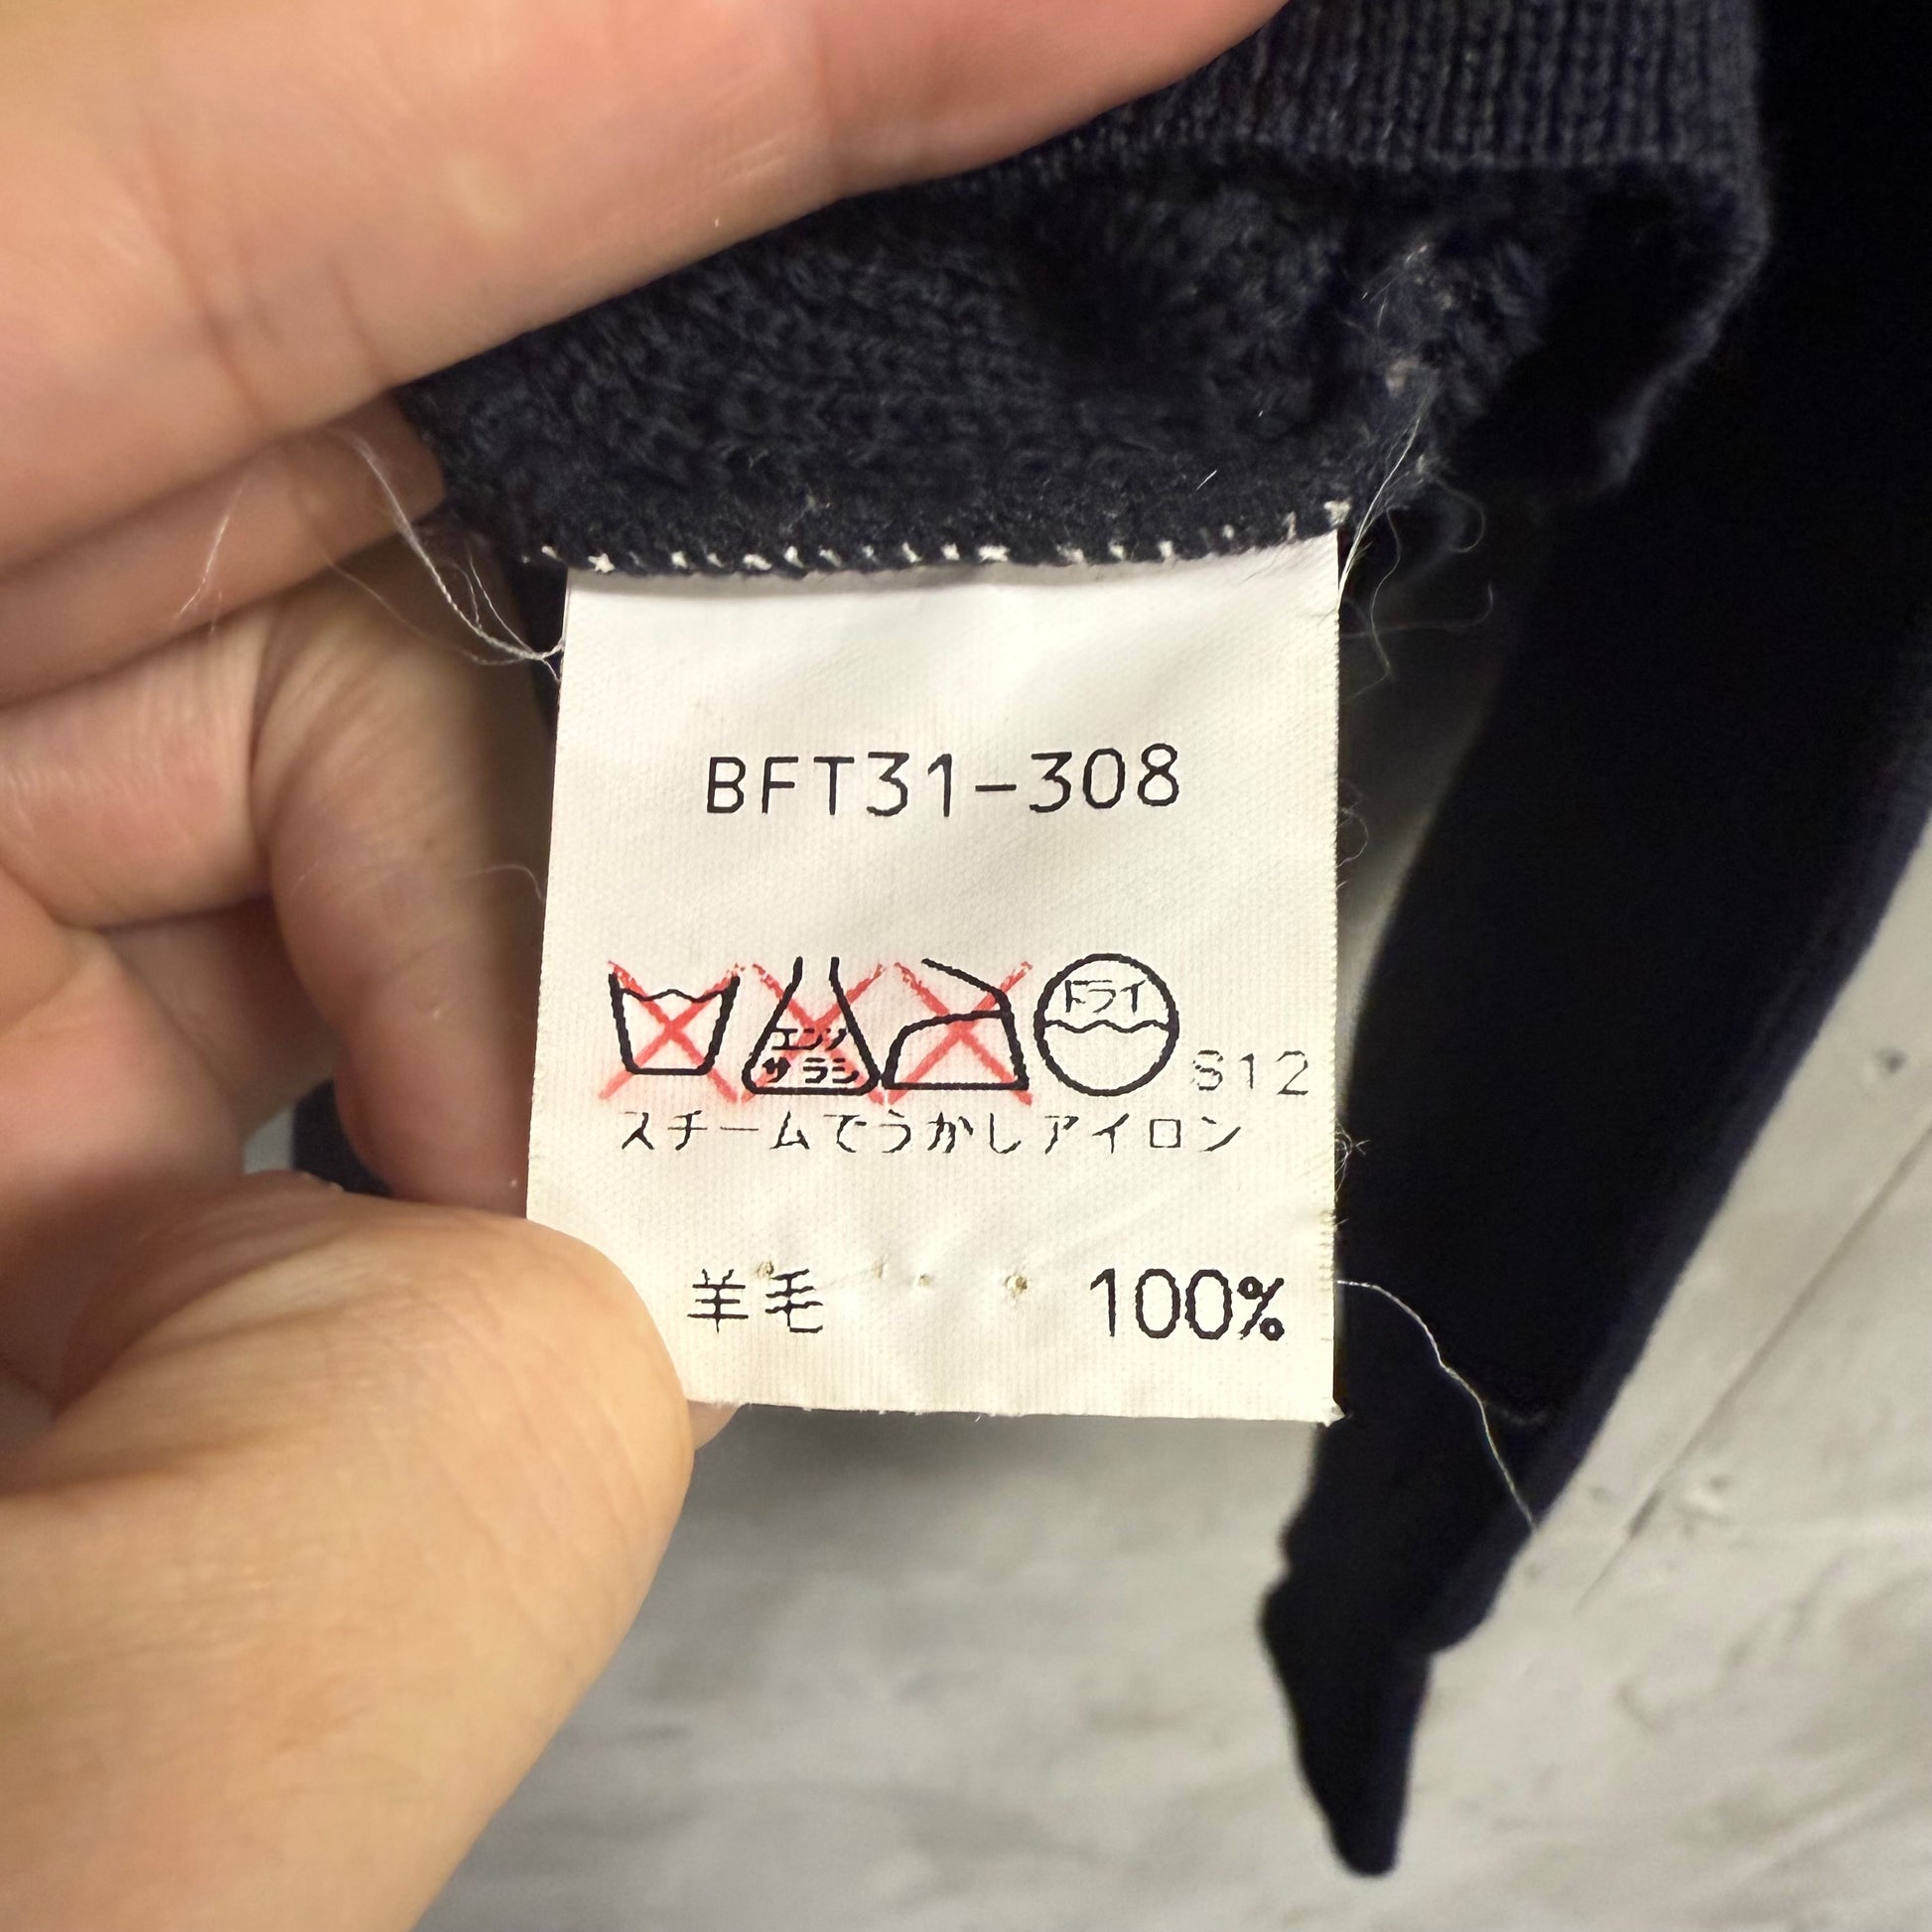 BFT31-308
エンソ
サラシ
ドライ
S12
スチームでうかしアイロン
羊毛 100%